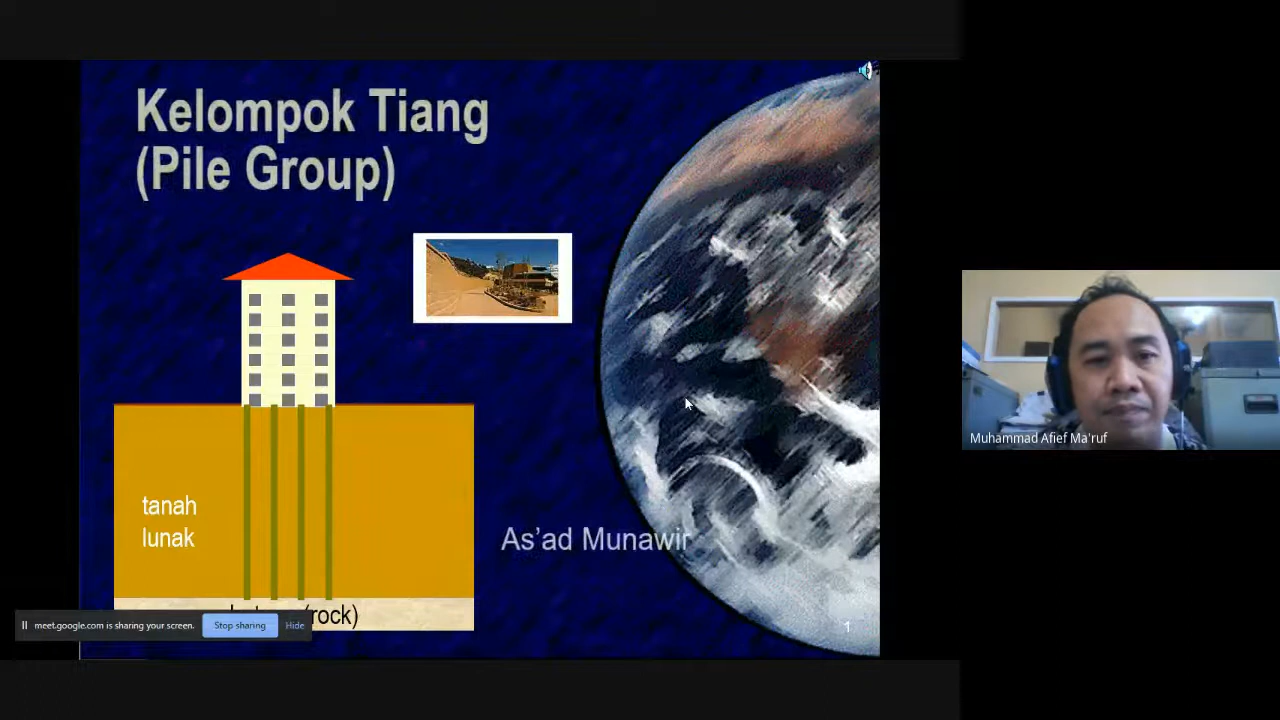 Kelompok Tiang
(Pile Group)
tanah
lunak
As'ad Munawir
(rock)
meet.google.com is sharing your screen.
Stop sharing
Hide
1
Muhammad Afief Ma'ruf